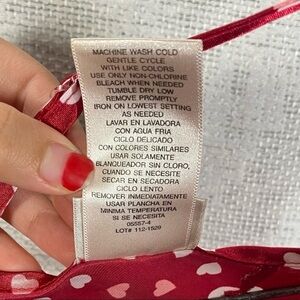 MACHINE WASH COLD
GENTLE CYCLE
WITH LIKE COLORS
USE ONLY NON-CHLORINE
BLEACH WHEN NEEDED
TUMBLE DRY LOW
REMOVE PROMPTLY
IRON ON LOWEST SETTING
AS NEEDED
LAVAR EN LAVADORA
CON AGUA FRIA
CICLO DELICADO
CON COLORES SIMILARES
USAR SOLAMENTE
BLANQUEADOR SIN CLORO,
CUANDO SE NECESITE
SECAR EN SECADORA
CICLO LENTO
REMOVER INMEDIATAMENTE
USAR PLANCHA EN
MINIMA TEMPERATURA
SI SE NECESITA
05557-4
LOT# 112-1529